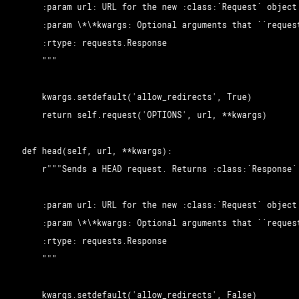 :param url: URL for the new :class:`Request` object
:param \*\*kwargs: Optional arguments that ``request
:rtype: requests.Response
"""
kwargs.setdefault('allow_redirects', True)
return self.request('OPTIONS', url, **kwargs)
def head(self, url, **kwargs):
r"""Sends a HEAD request. Returns :class:`Response`
:param url: URL for the new :class:`Request` object
:param \*\*kwargs: Optional arguments that ``request
:rtype: requests.Response
"""
kwargs.setdefault('allow_redirects', False)